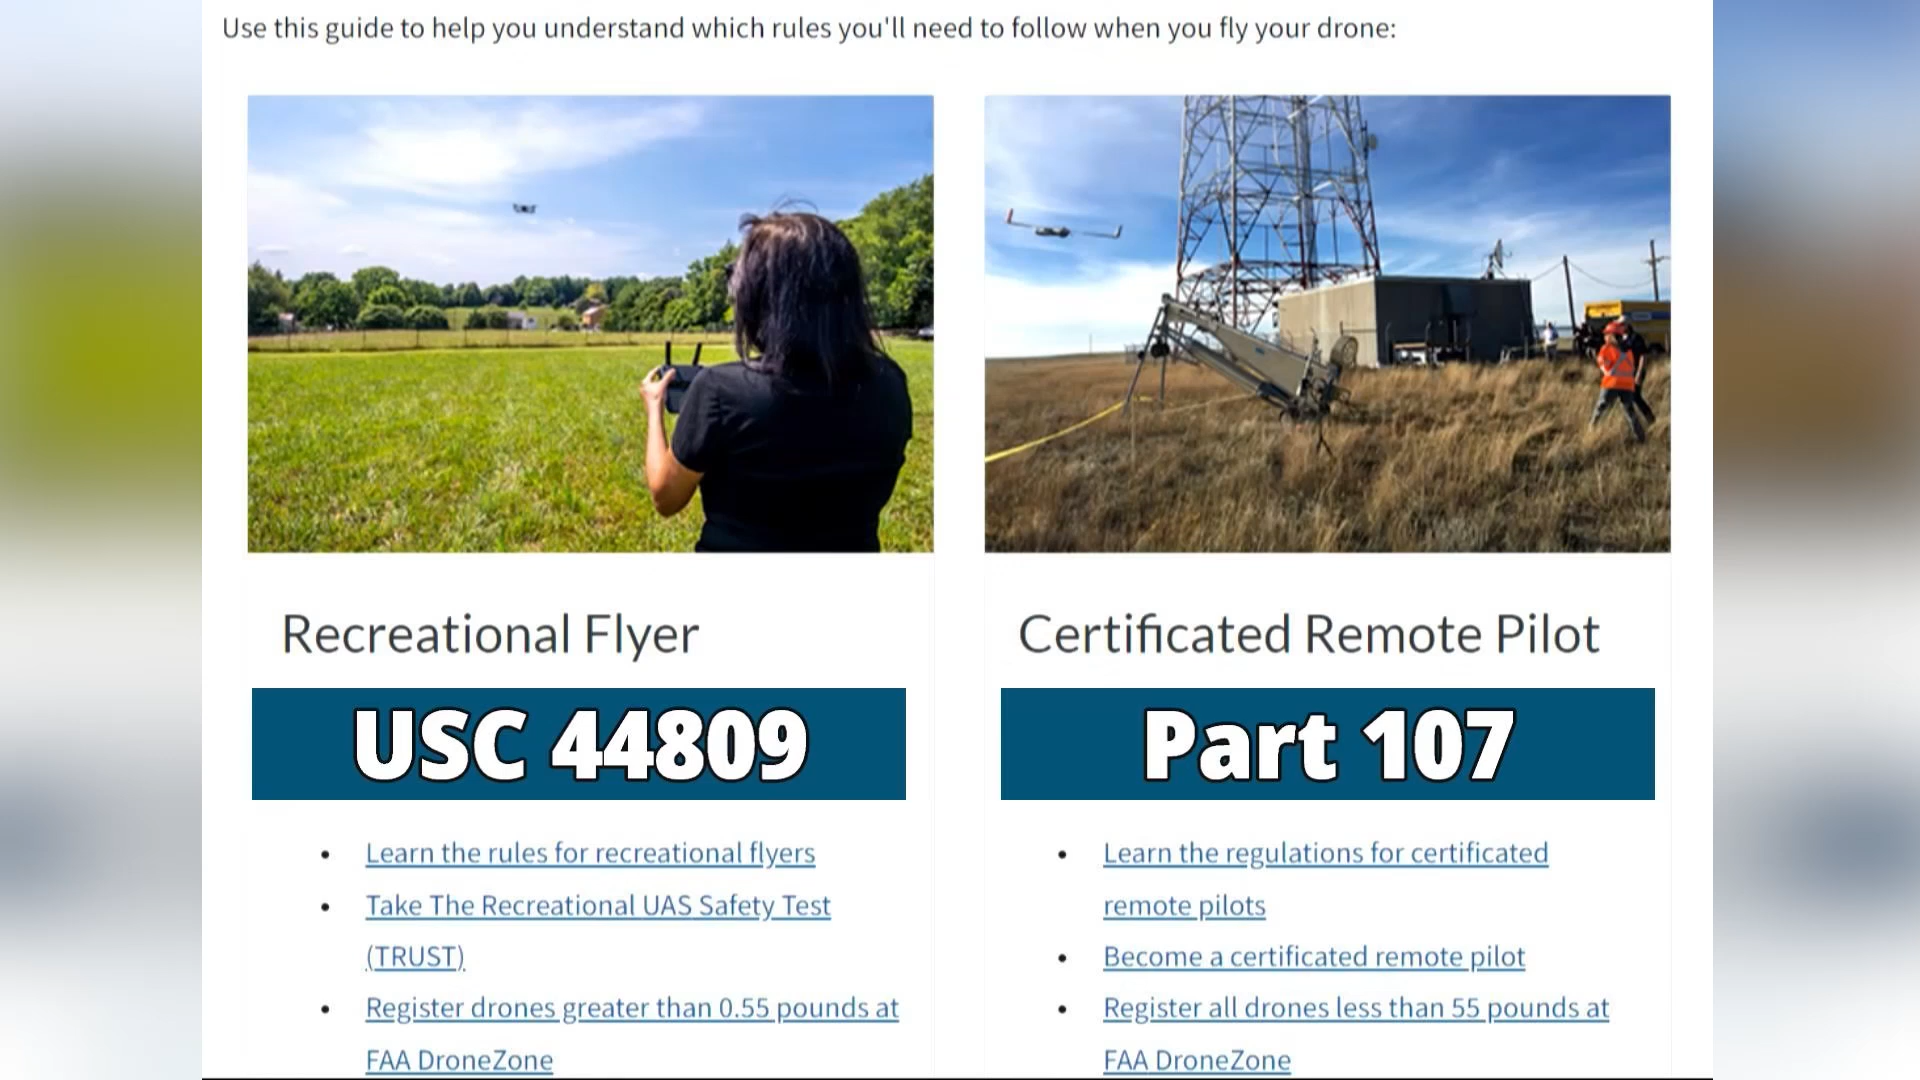 Use this guide to help you understand which rules you'll need to follow when you fly your drone:
Recreational Flyer
USC 44809
Learn the rules for recreational flyers
Take The Recreational UAS Safety Test
(TRUST)
Register drones greater than 0.55 pounds at
FAA DroneZone
Certificated Remote Pilot
Part 107
Learn the regulations for certificated
remote pilots
Become a certificated remote pilot
Register all drones less than 55 pounds at
FAA DroneZone